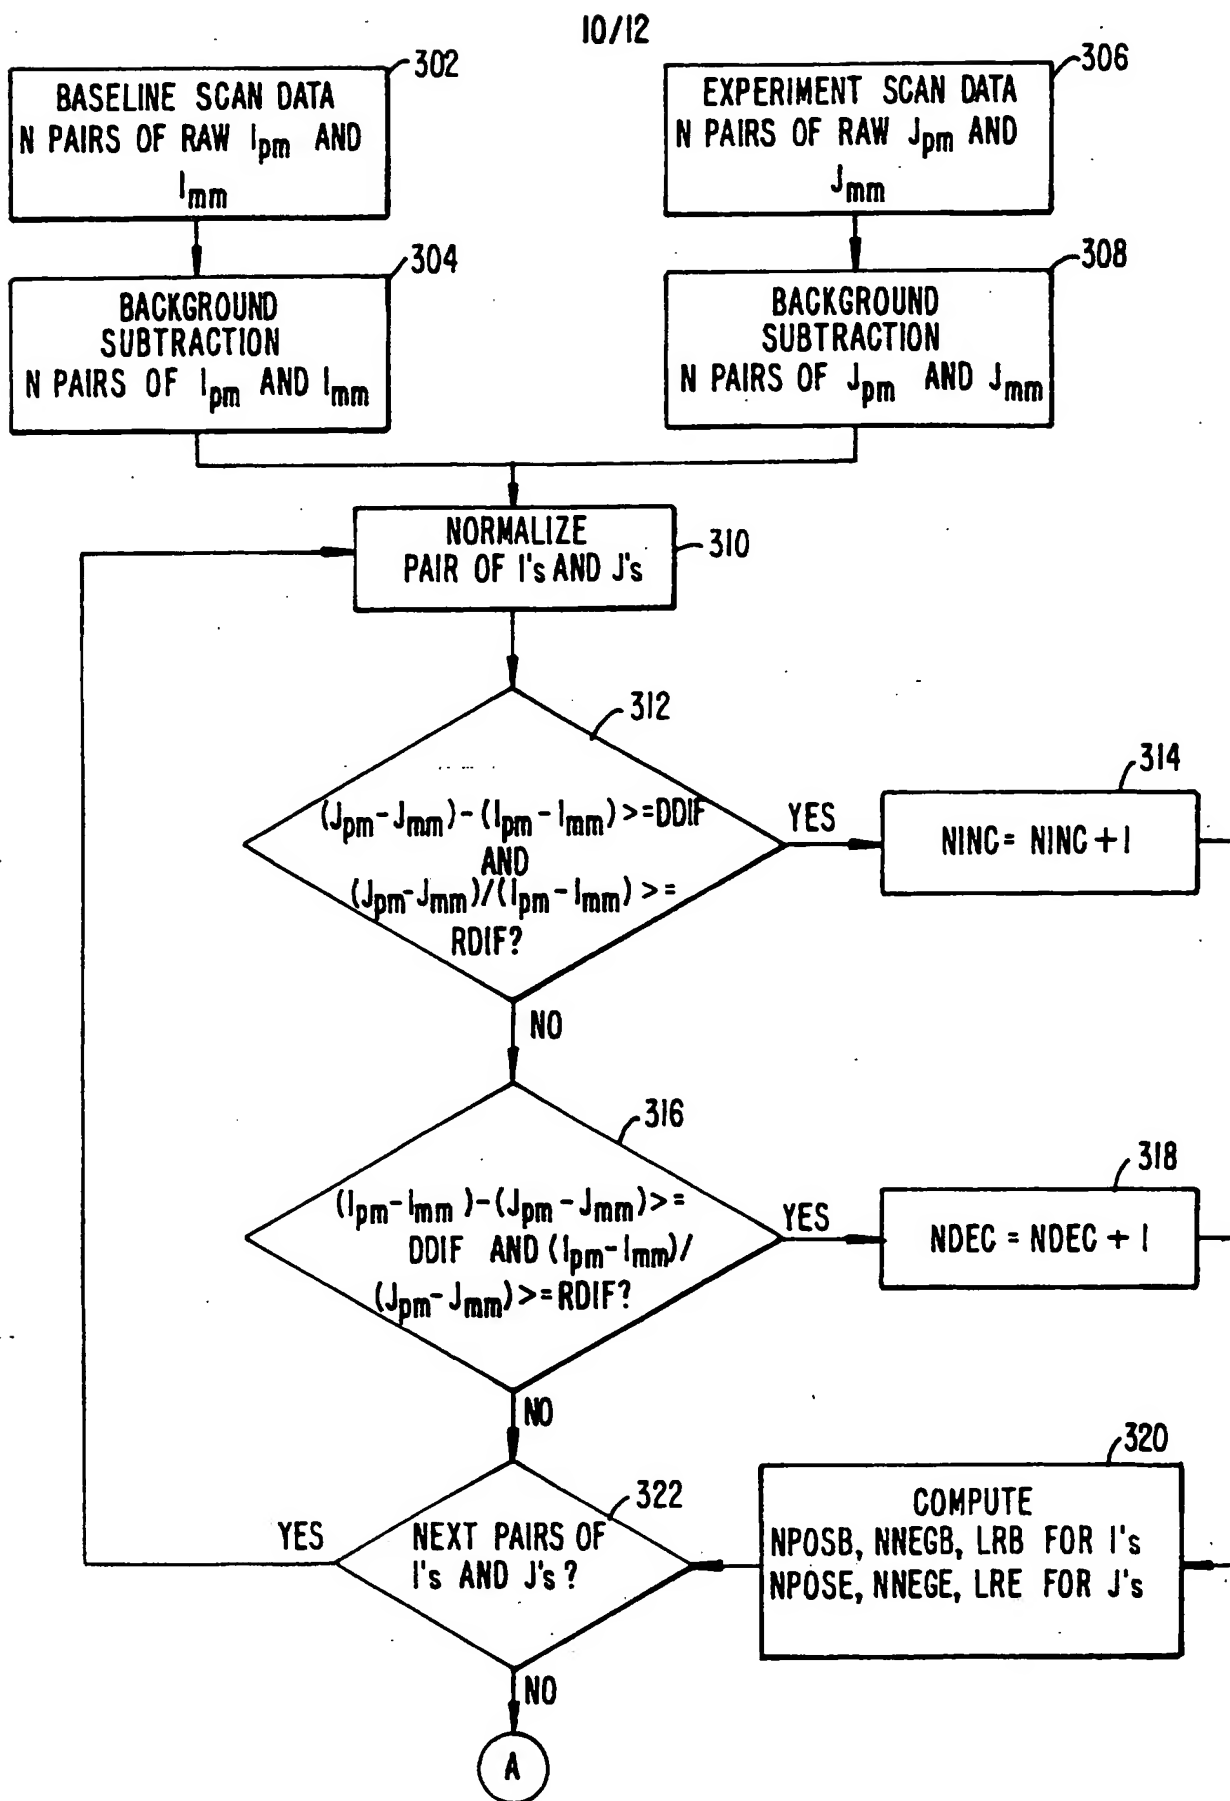 10/12
302
BASELINE SCAN DATA
N PAIRS OF RAW Ipm AND
Imm
306
EXPERIMENT SCAN DATA
N PAIRS OF RAW Jpm AND
Jmm
304
BACKGROUND
SUBTRACTION
N PAIRS OF Ipm AND Imm
308
BACKGROUND
SUBTRACTION
N PAIRS OF Jpm AND Jmm
NORMALIZE
PAIR OF I's AND J's
310
312
(Jpm-Jmm)-(Ipm-Imm)>=DDIF
AND
(Jpm-Jmm)/(Ipm-Imm)>=
RDIF?
YES
314
NINC= NINC+1
NO
316
(Ipm-Imm)-(Jpm-Jmm)>=
DDIF AND (Ipm-Imm)/
(Jpm-Jmm)>=RDIF?
YES
318
NDEC = NDEC + 1
NO
322
NEXT PAIRS OF
I's AND J's?
YES
320
COMPUTE
NPOSB, NNEGB, LRB FOR I's
NPOSE, NNEGE, LRE FOR J's
NO
A